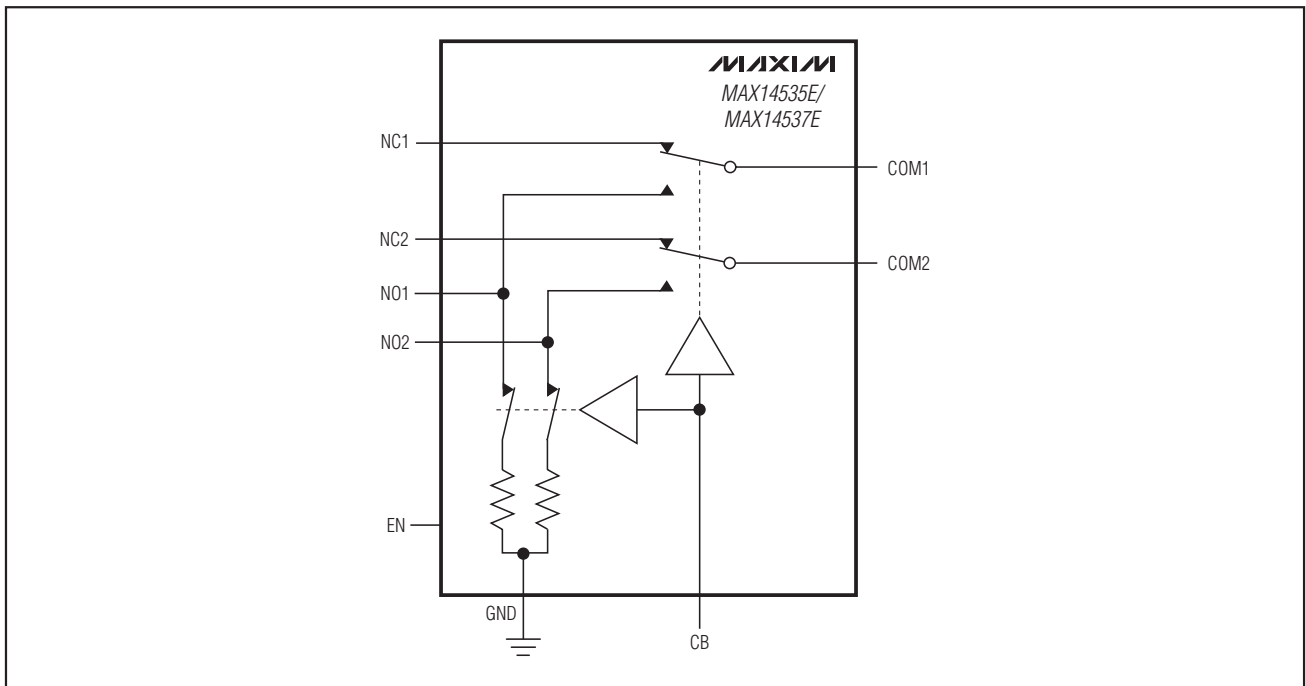 MAXIM
MAX14535E/
MAX14537E
NC1
COM1
NC2
COM2
NO1
NO2
EN
GND
CB